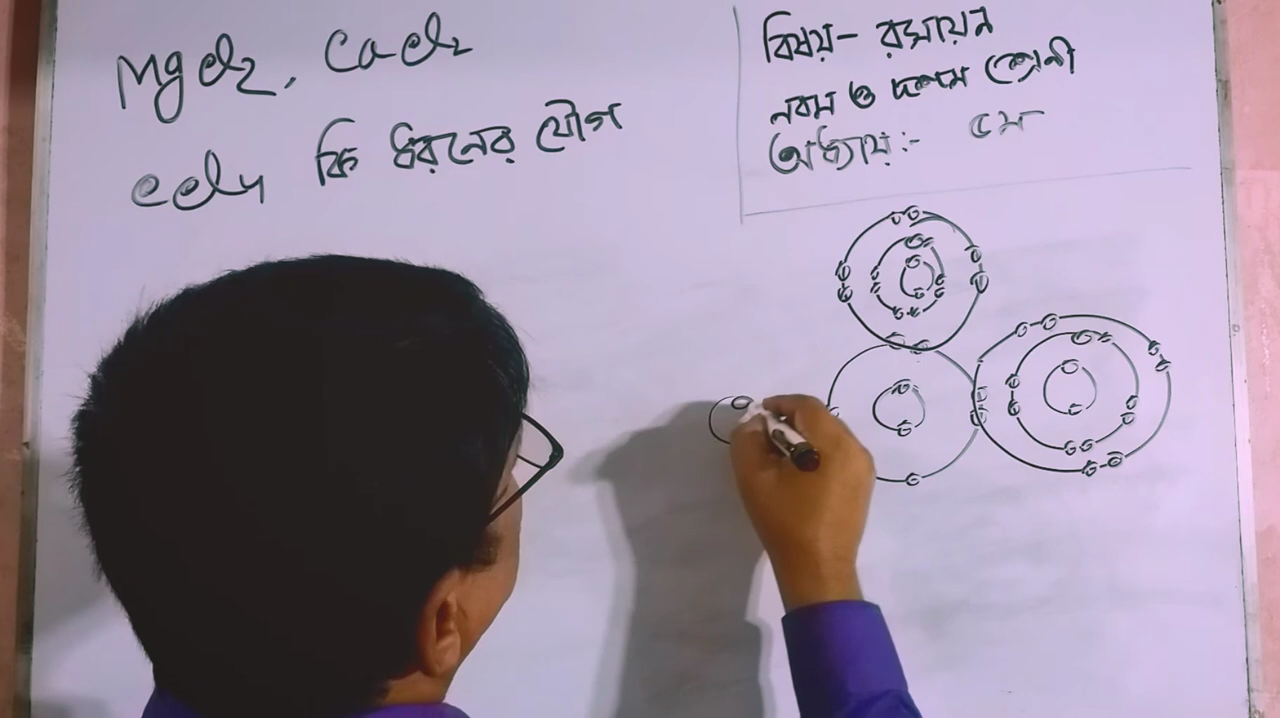 Mgcl₂, Cacl₂
ccl₄ কি ধরনের যৌগ
বিষয়- রসায়ন
নবম ও দশম শ্রেণী
অধ্যায়:- ৫ম